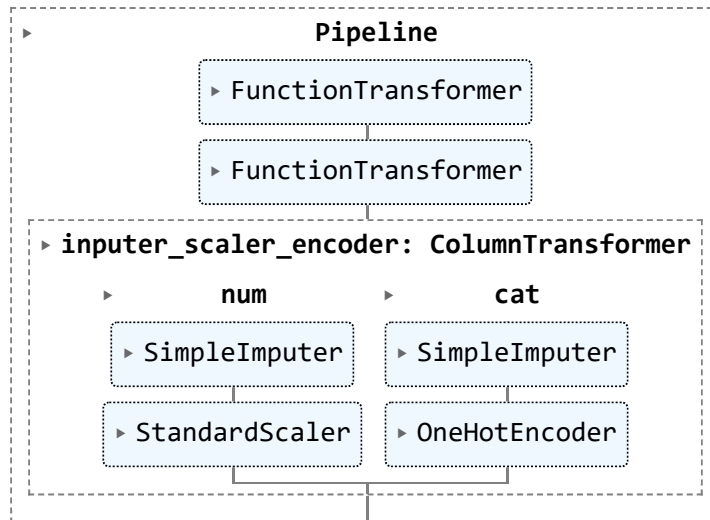 Pipeline
FunctionTransformer
FunctionTransformer
inputer_scaler_encoder: ColumnTransformer
num cat
SimpleImputer SimpleImputer
StandardScaler OneHotEncoder